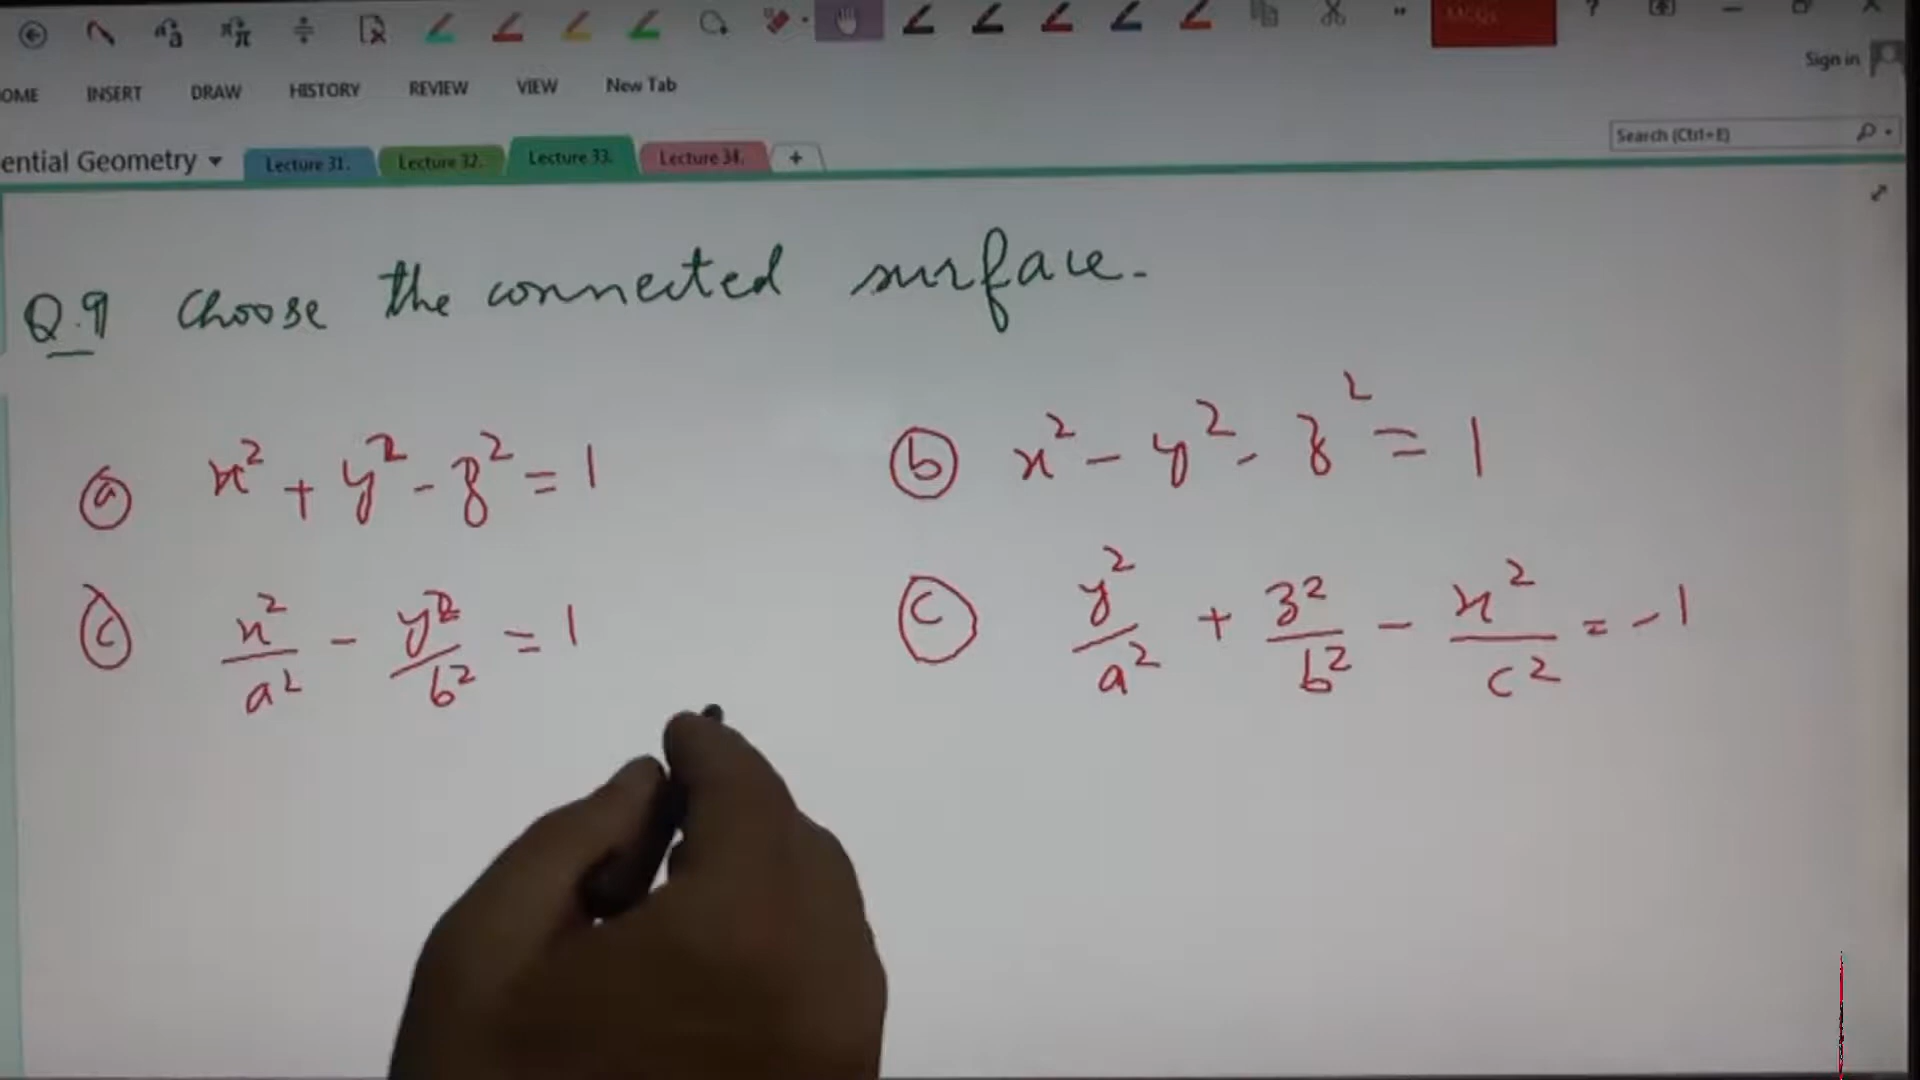 Sign in
OME INSERT DRAW HISTORY REVIEW VIEW New Tab
Search (Ctrl+E)
ential Geometry Lecture 31. Lecture 32. Lecture 33. Lecture 34. +
Q.9 Choose the connected surface.
ⓐ x² + y² - z² = 1 ⓑ x² - y² - z² = 1
ⓒ x²/a² - y²/b² = 1 ⓒ y²/a² + z²/b² - x²/c² = -1